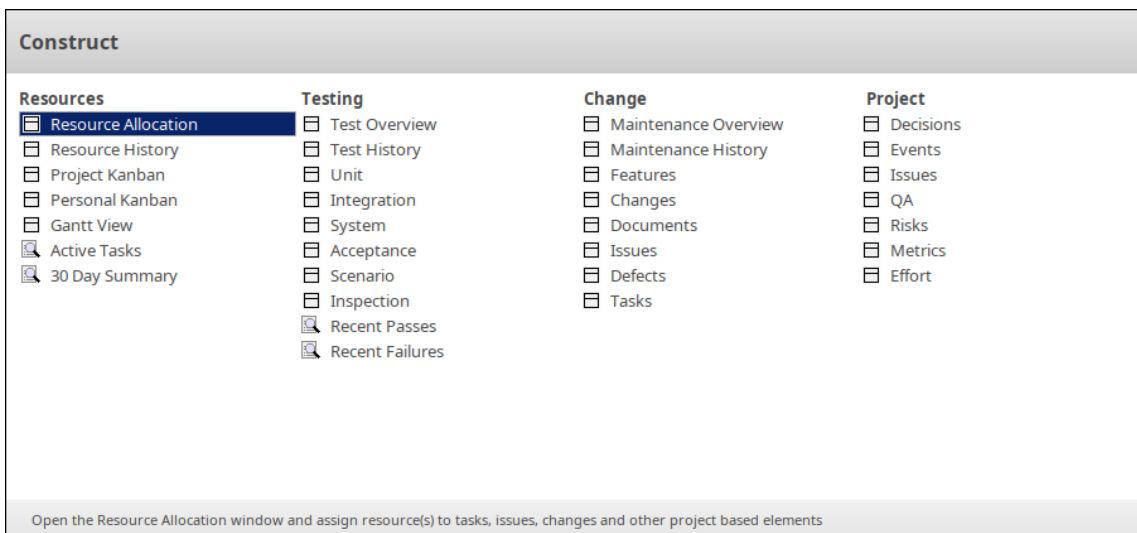 Construct
Resources
Resource Allocation
Resource History
Project Kanban
Personal Kanban
Gantt View
Active Tasks
30 Day Summary
Testing
Test Overview
Test History
Unit
Integration
System
Acceptance
Scenario
Inspection
Recent Passes
Recent Failures
Change
Maintenance Overview
Maintenance History
Features
Changes
Documents
Issues
Defects
Tasks
Project
Decisions
Events
Issues
QA
Risks
Metrics
Effort
Open the Resource Allocation window and assign resource(s) to tasks, issues, changes and other project based elements